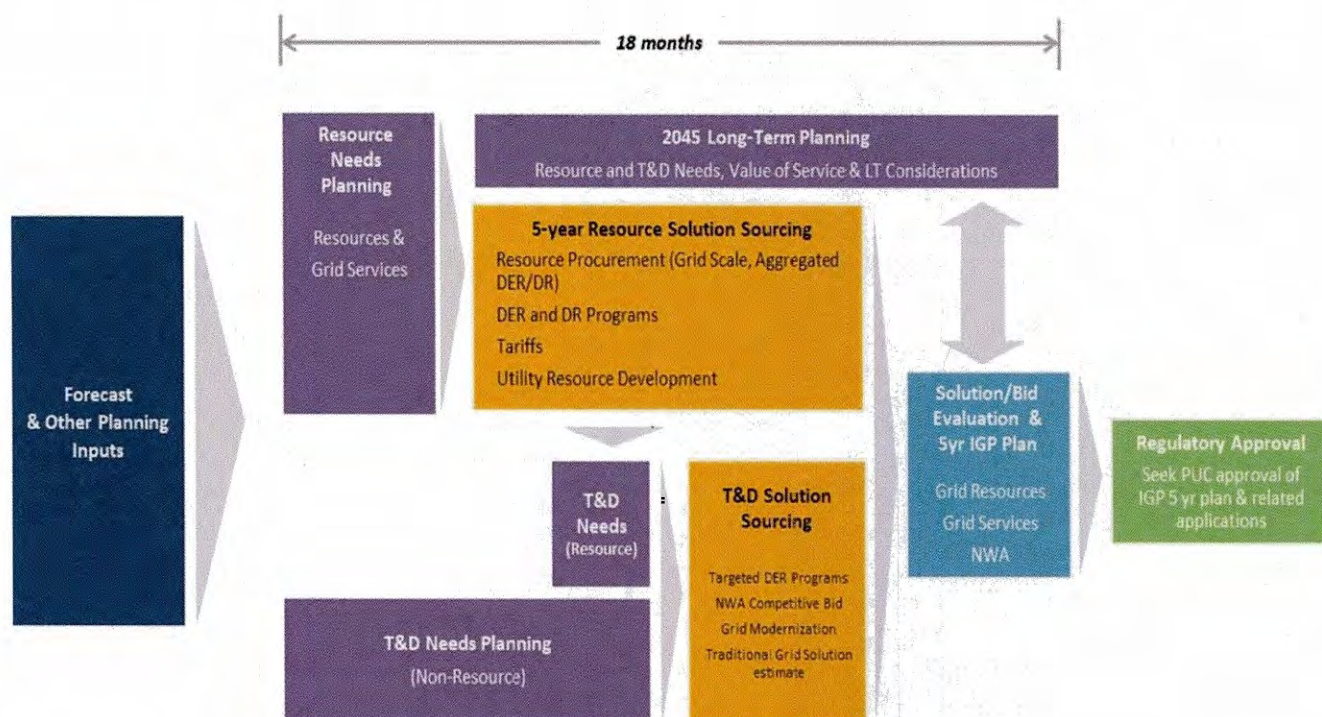 18 months
Resource
Needs
Planning
Resources &
Grid Services
2045 Long-Term Planning
Resource and T&D Needs, Value of Service & LT Considerations
5-year Resource Solution Sourcing
Resource Procurement (Grid Scale, Aggregated
DER/DR)
DER and DR Programs
Tariffs
Utility Resource Development
Forecast
& Other Planning
Inputs
Solution/Bid
Evaluation &
5yr IGP Plan
Grid Resources
Grid Services
NWA
Regulatory Approval
Seek PUC approval of
IGP 5 yr plan & related
applications
T&D
Needs
(Resource)
T&D Solution
Sourcing
Targeted DER Programs
NWA Competitive Bid
Grid Modernization
Traditional Grid Solution
estimate
T&D Needs Planning
(Non-Resource)